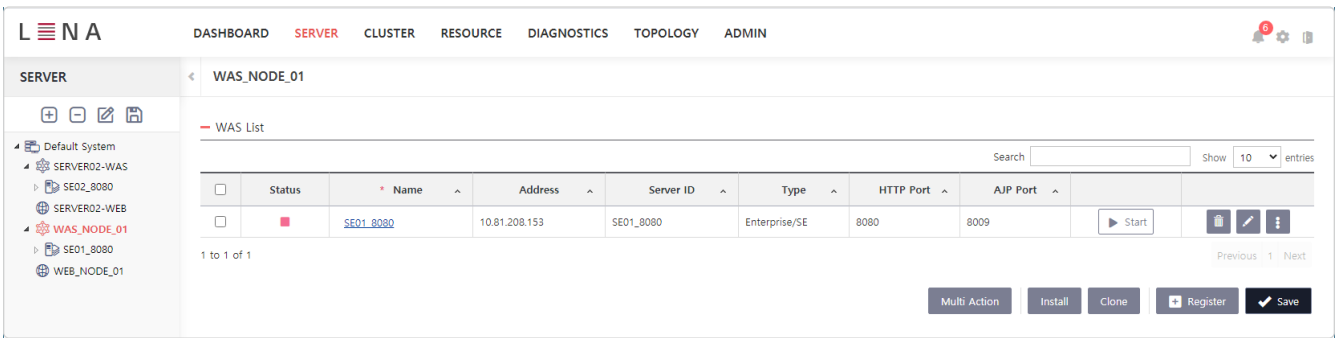 LENA
DASHBOARD SERVER CLUSTER RESOURCE DIAGNOSTICS TOPOLOGY ADMIN
6
SERVER
WAS_NODE_01
WAS List
Default System
SERVER02-WAS
SE02_8080
SERVER02-WEB
WAS_NODE_01
SE01_8080
WEB_NODE_01
Search
Show 10 entries
Status * Name Address Server ID Type HTTP Port AJP Port
SE01_8080 10.81.208.153 SE01_8080 Enterprise/SE 8080 8009 Start
1 to 1 of 1
Previous 1 Next
Multi Action Install Clone Register Save